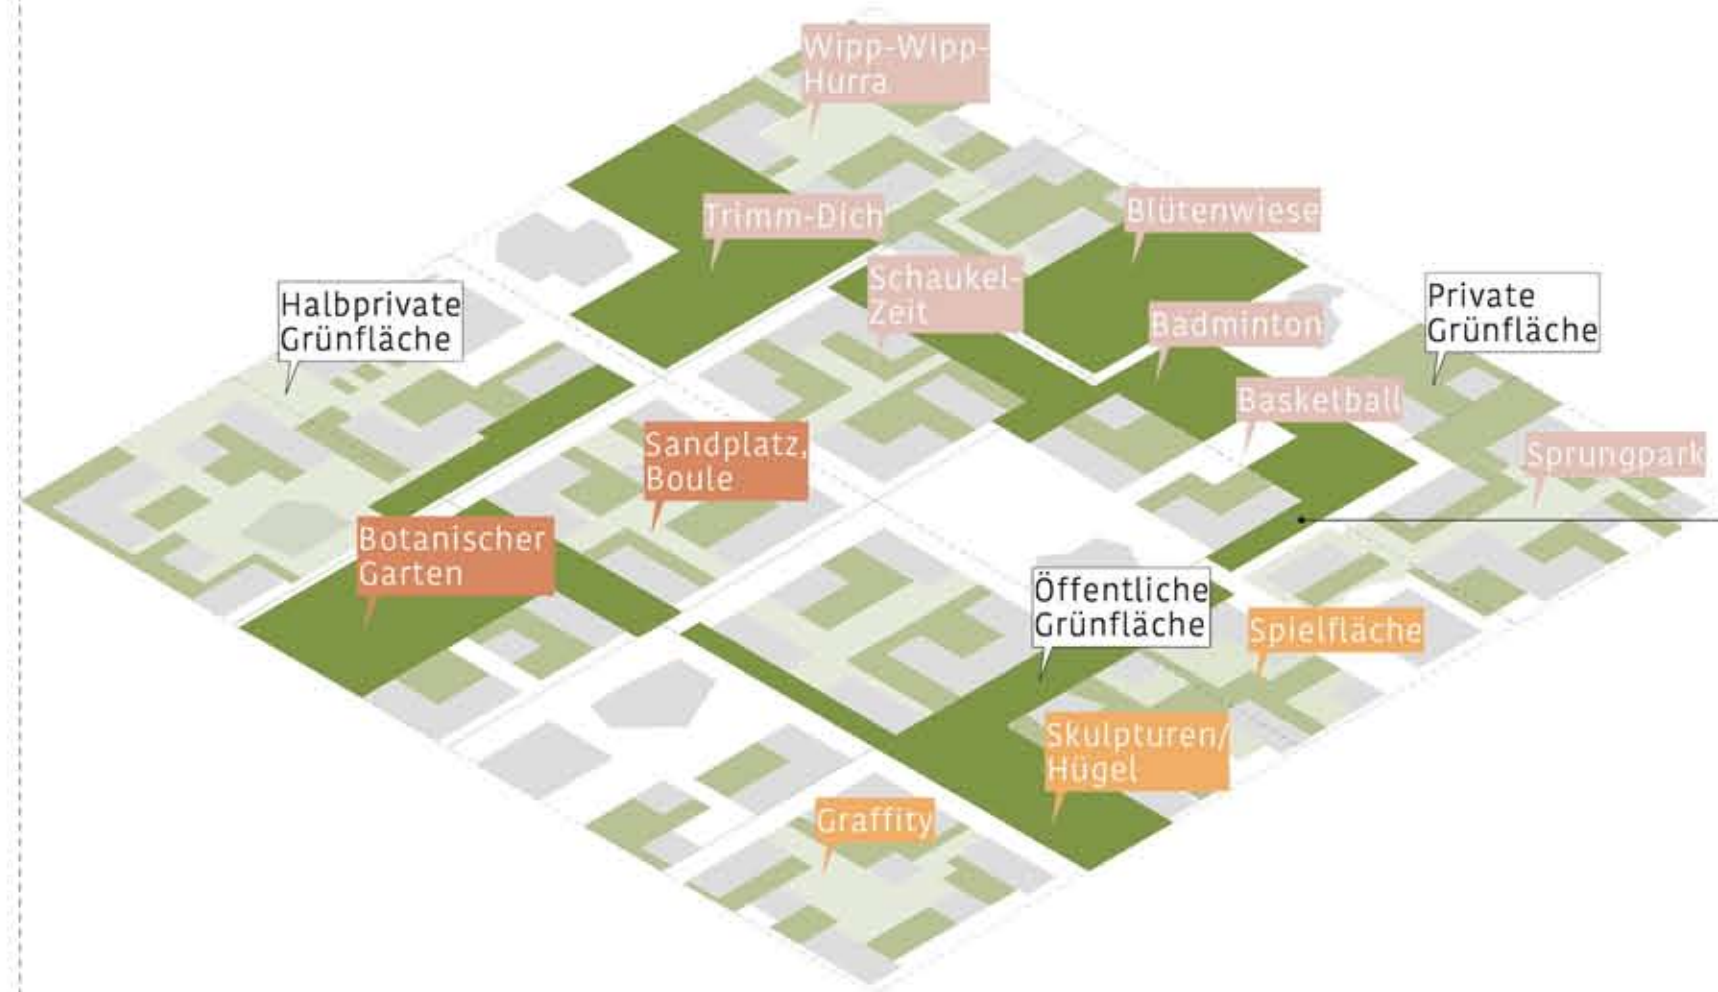 Wipp-Wipp-
Hurra
Trimm-Dich
Blütenwiese
Schaukel-
Zeit
Halbprivate
Grünfläche
Private
Grünfläche
Badminton
Basketball
Sandplatz,
Boule
Sprungpark
Botanischer
Garten
Öffentliche
Grünfläche
Spielfläche
Skulpturen/
Hügel
Graffity